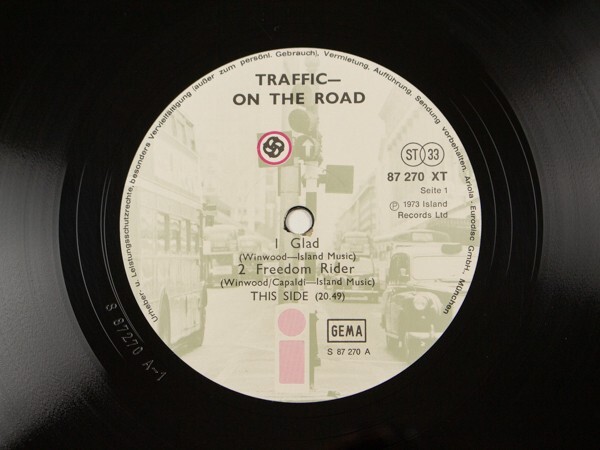 Urheber- u. Leistungsschutzrechte, besonders Vervielfältigung (außer zum persönl. Gebrauch), Vermietung, Aufführung, Sendung vorbehalten. Ariola-Eurodisc GmbH, München
TRAFFIC—
ON THE ROAD
ST 33
87 270 XT
Seite 1
Ⓟ 1973 Island
Records Ltd
1 Glad
(Winwood—Island Music)
2 Freedom Rider
(Winwood/Capaldi—Island Music)
THIS SIDE (20.49)
i
GEMA
S 87 270 A
S 87270 A-1